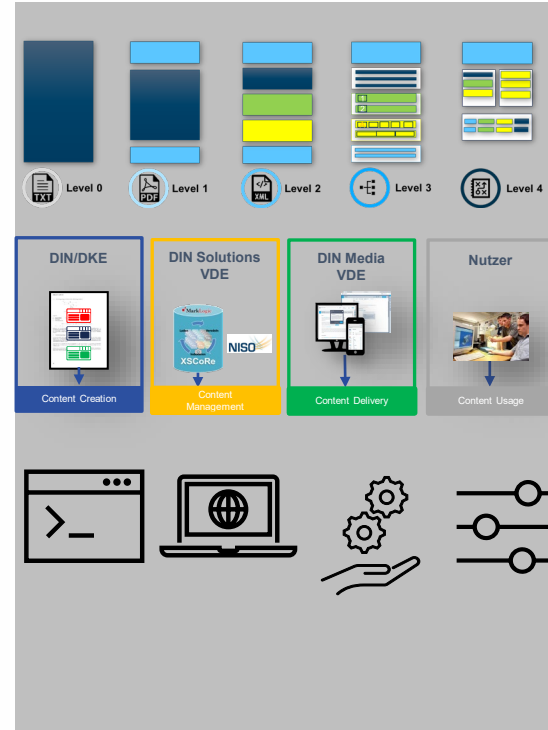 TXT
Level 0
PDF
Level 1
XML
Level 2
Level 3
Level 4
DIN/DKE
Content Creation
DIN Solutions
VDE
MarkLogic
XSCoRe
NISO
Content
Management
DIN Media
VDE
Content Delivery
Nutzer
Content Usage